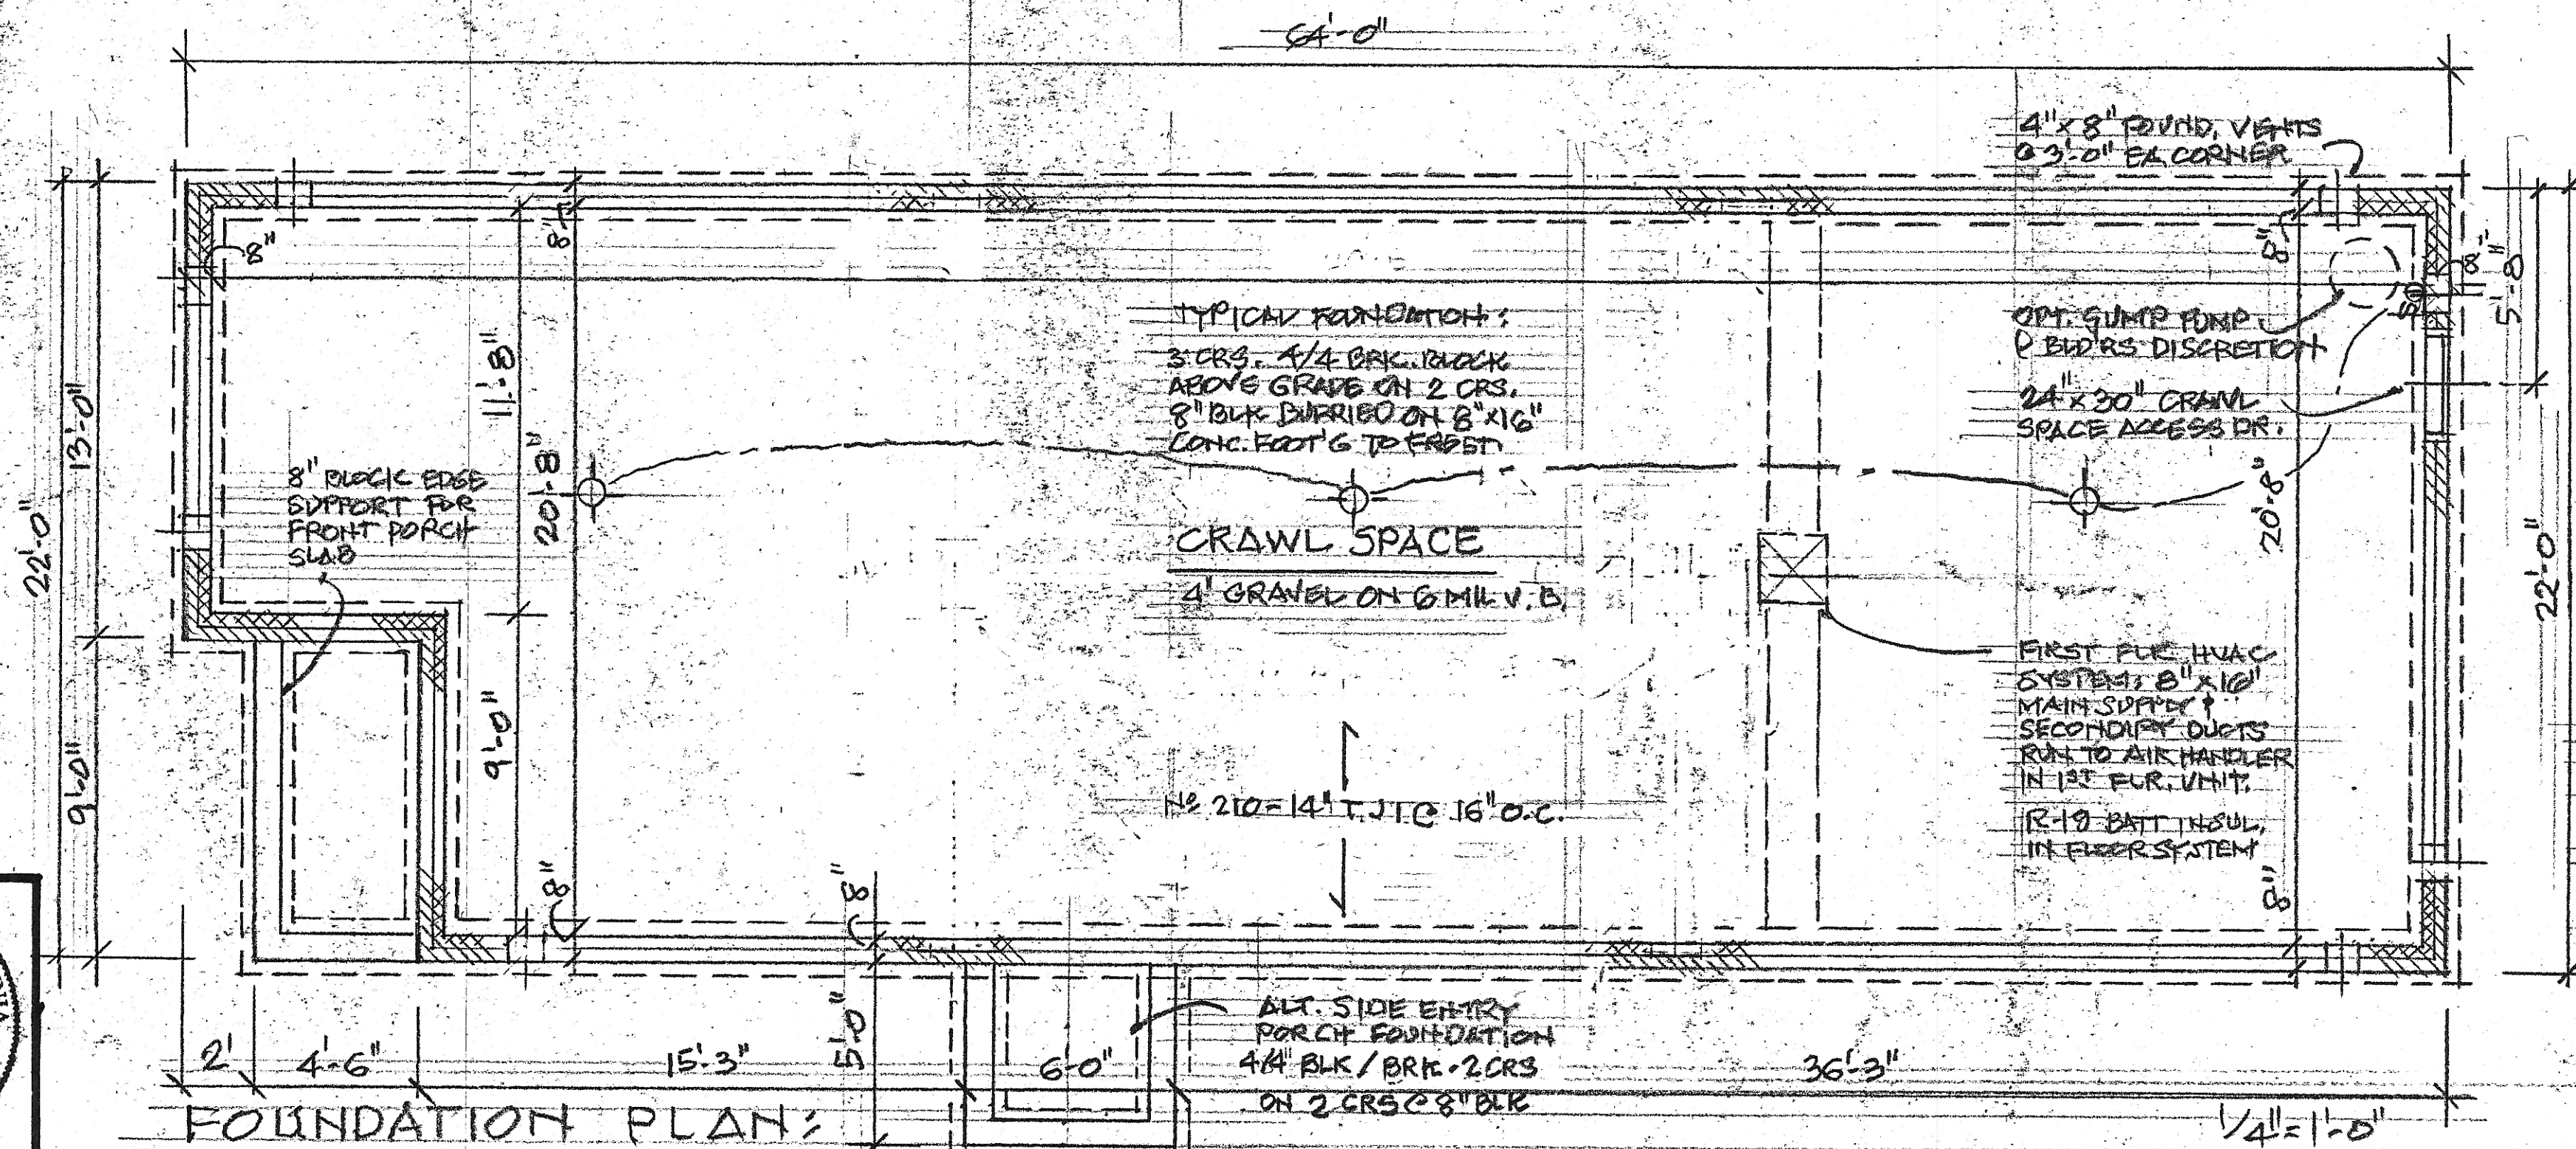 64'-0"
4"x8" FOUND. VENTS
@ 3'-0" EA. CORNER
8"
8"
8"
8"
5'-8"
TYPICAL FOUNDATION:
3 CRS. 4/4 BRK. BLOCK
ABOVE GRADE ON 2 CRS.
8" BLK BURRIED ON 8"x16"
CONC. FOOT'G TO FROST.
OPT. SUMP PUMP
@ BLD'RS DISCRETION
24"x30" CRAWL
SPACE ACCESS DR.
11'-8"
13'-0"
22'-0"
20'-8"
8" BLOCK EDGE
SUPPORT FOR
FRONT PORCH
SLAB
CRAWL SPACE
4" GRAVEL ON 6 MIL V.B.
20'-8"
22'-0"
FIRST FLR HVAC
SYSTEM: 8"x16"
MAIN SUPPLY &
SECONDRY DUCTS
RUN TO AIR HANDLER
IN 1ST FLR. UNIT.
R-19 BATT INSUL.
IN FLOOR SYSTEM
9'-0"
9'-0"
Nº 210-14" TJI @ 16" O.C.
8"
8"
8"
5'-0"
ALT. SIDE ENTRY
PORCH FOUNDATION
4/4" BLK / BRK - 2 CRS
ON 2 CRS @ 8" BLK
2'
4'-6"
15'-3"
6'-0"
36'-3"
FOUNDATION PLAN:
1/4"=1'-0"